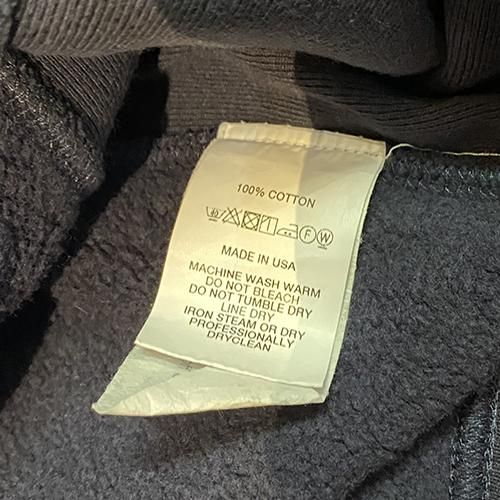 100% COTTON
F W
MADE IN USA
MACHINE WASH WARM
DO NOT BLEACH
DO NOT TUMBLE DRY
LINE DRY
IRON STEAM OR DRY
PROFESSIONALLY
DRYCLEAN